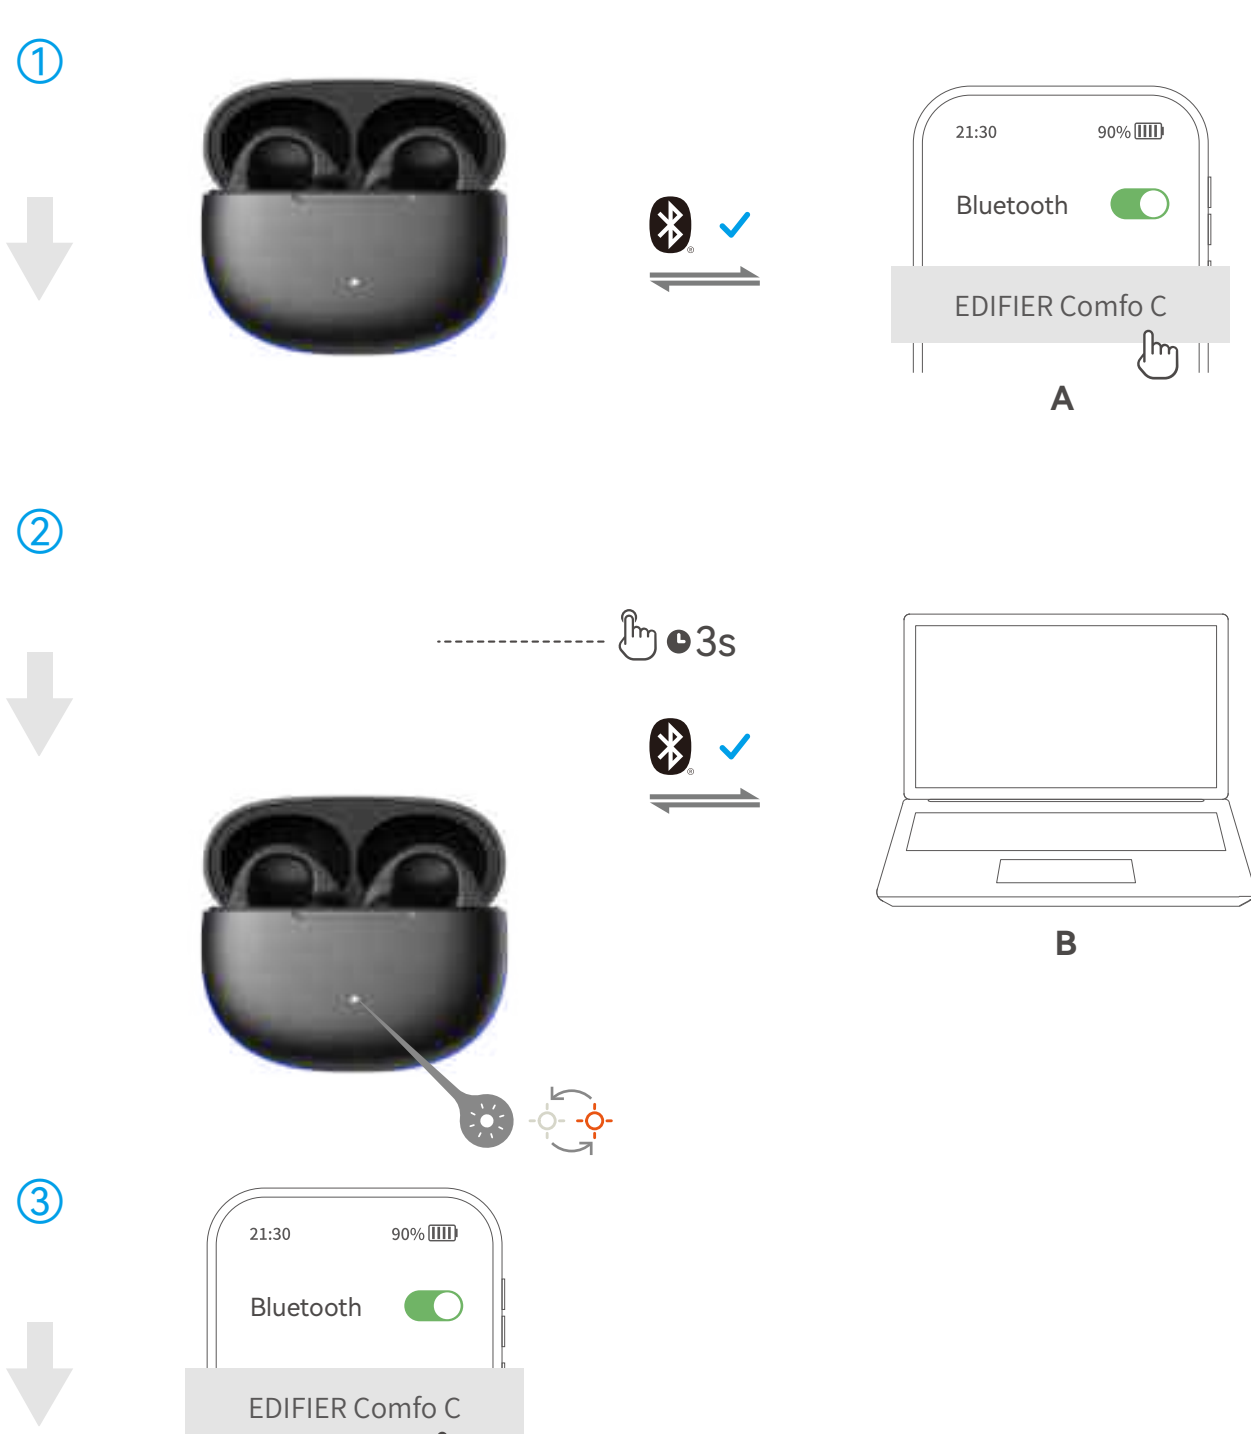 ①
21:30 90%
Bluetooth
®
EDIFIER Comfo C
A
②
3s
®
B
③
21:30 90%
Bluetooth
EDIFIER Comfo C